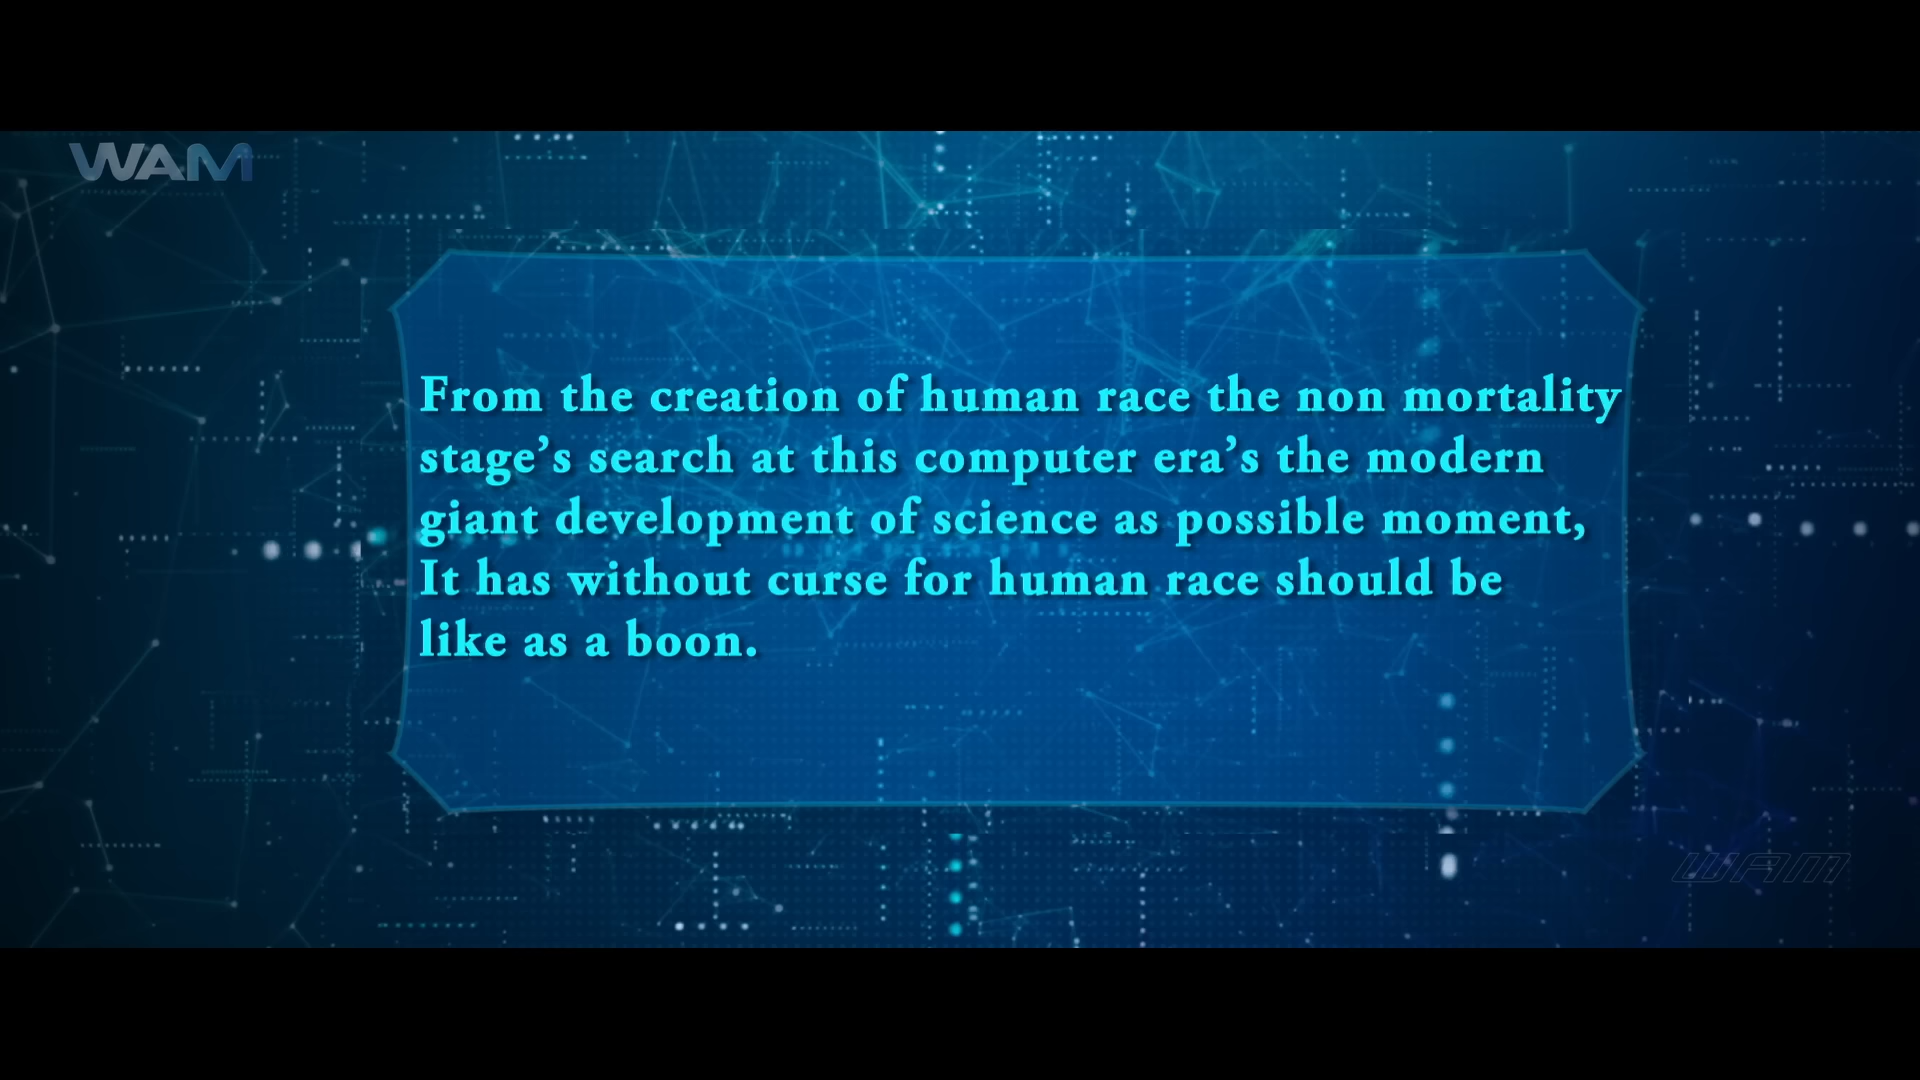 WAM
From the creation of human race the non mortality
stage’s search at this computer era’s the modern
giant development of science as possible moment,
It has without curse for human race should be
like as a boon.
WAM